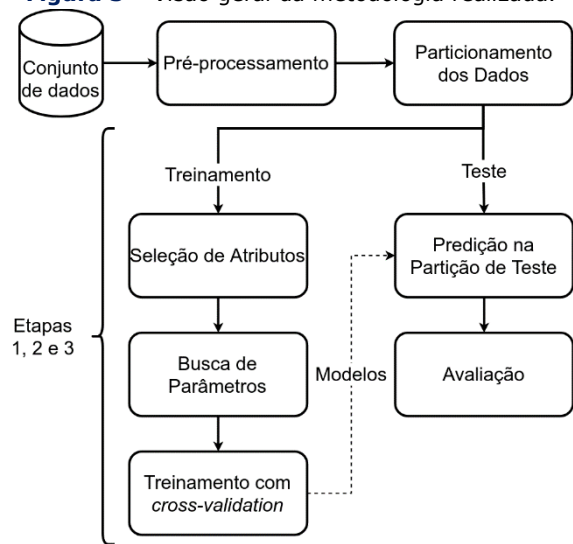 Visão geral da metodologia realizada.
Conjunto
de dados
Pré-processamento
Particionamento
dos Dados
Treinamento
Teste
Seleção de Atributos
Predição na
Partição de Teste
Etapas
1, 2 e 3
Busca de
Parâmetros
Modelos
Avaliação
Treinamento com
cross-validation